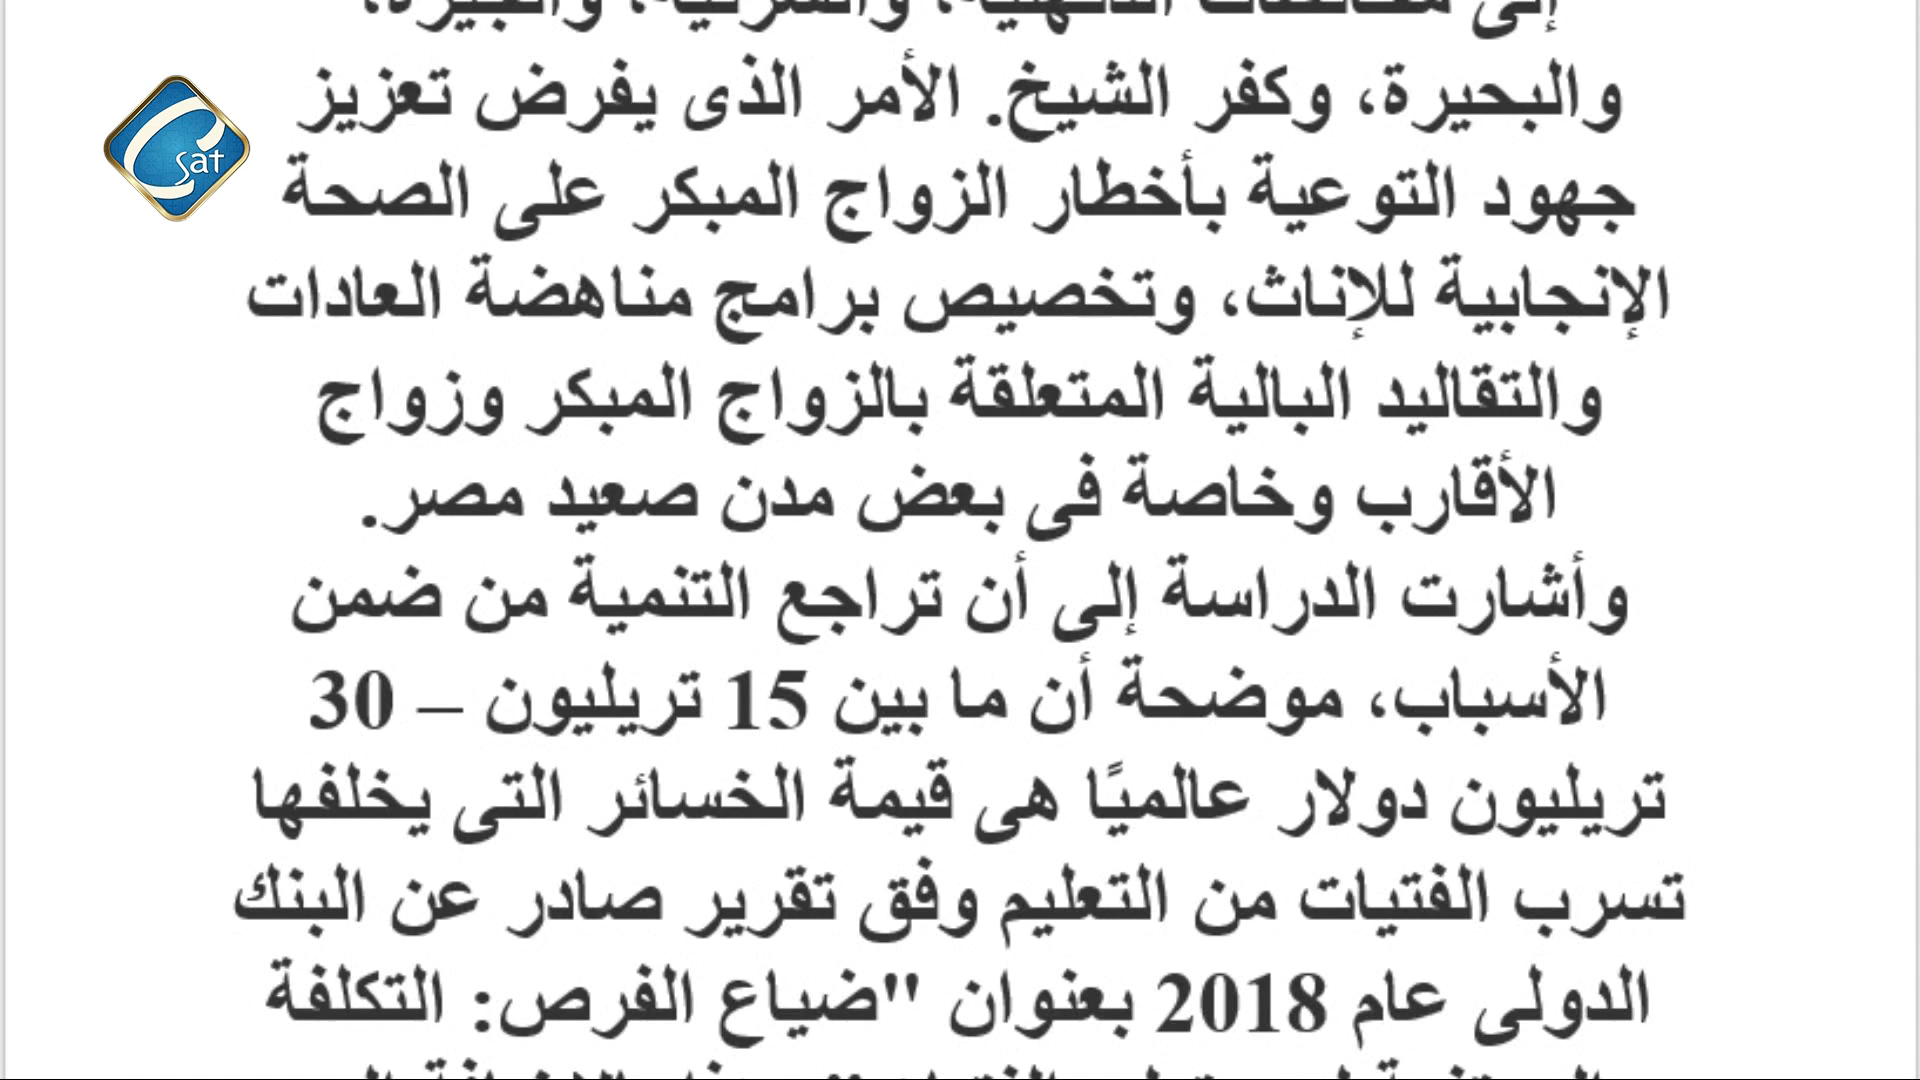 والبحيرة، وكفر الشيخ. الأمر الذى يفرض تعزيز
جهود التوعية بأخطار الزواج المبكر على الصحة
الإنجابية للإناث، وتخصيص برامج مناهضة العادات
والتقاليد البالية المتعلقة بالزواج المبكر وزواج
الأقارب وخاصة فى بعض مدن صعيد مصر.
وأشارت الدراسة إلى أن تراجع التنمية من ضمن
الأسباب، موضحة أن ما بين 15 تريليون – 30
تريليون دولار عالميًا هى قيمة الخسائر التى يخلفها
تسرب الفتيات من التعليم وفق تقرير صادر عن البنك
الدولى عام 2018 بعنوان "ضياع الفرص: التكلفة
C sat